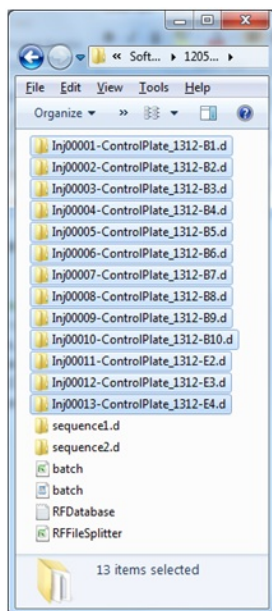 « Soft... ▸ 1205... ▸
File Edit View Tools Help
Organize ▾ »
Inj00001-ControlPlate_1312-B1.d
Inj00002-ControlPlate_1312-B2.d
Inj00003-ControlPlate_1312-B3.d
Inj00004-ControlPlate_1312-B4.d
Inj00005-ControlPlate_1312-B5.d
Inj00006-ControlPlate_1312-B6.d
Inj00007-ControlPlate_1312-B7.d
Inj00008-ControlPlate_1312-B8.d
Inj00009-ControlPlate_1312-B9.d
Inj00010-ControlPlate_1312-B10.d
Inj00011-ControlPlate_1312-E2.d
Inj00012-ControlPlate_1312-E3.d
Inj00013-ControlPlate_1312-E4.d
sequence1.d
sequence2.d
batch
batch
RFDatabase
RFFileSplitter
13 items selected